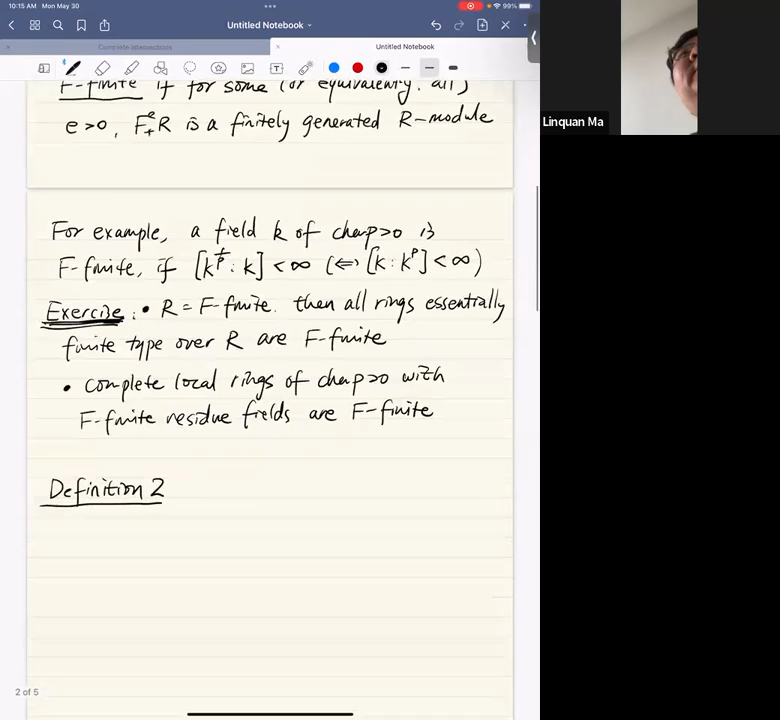 10:15 AM Mon May 30
99%
Untitled Notebook
Complete intersections
Untitled Notebook
F-finite if for some (or equivalently, all)
e>0, F^e_* R is a finitely generated R-module
For example, a field k of char p>0 is
F-finite, if [k^{1/p} : k] < ∞ (⇔ [k : k^p] < ∞)
Exercise: • R = F-finite. then all rings essentially
finite type over R are F-finite
• complete local rings of char p>0 with
F-finite residue fields are F-finite
Definition 2
2 of 5
Linquan Ma